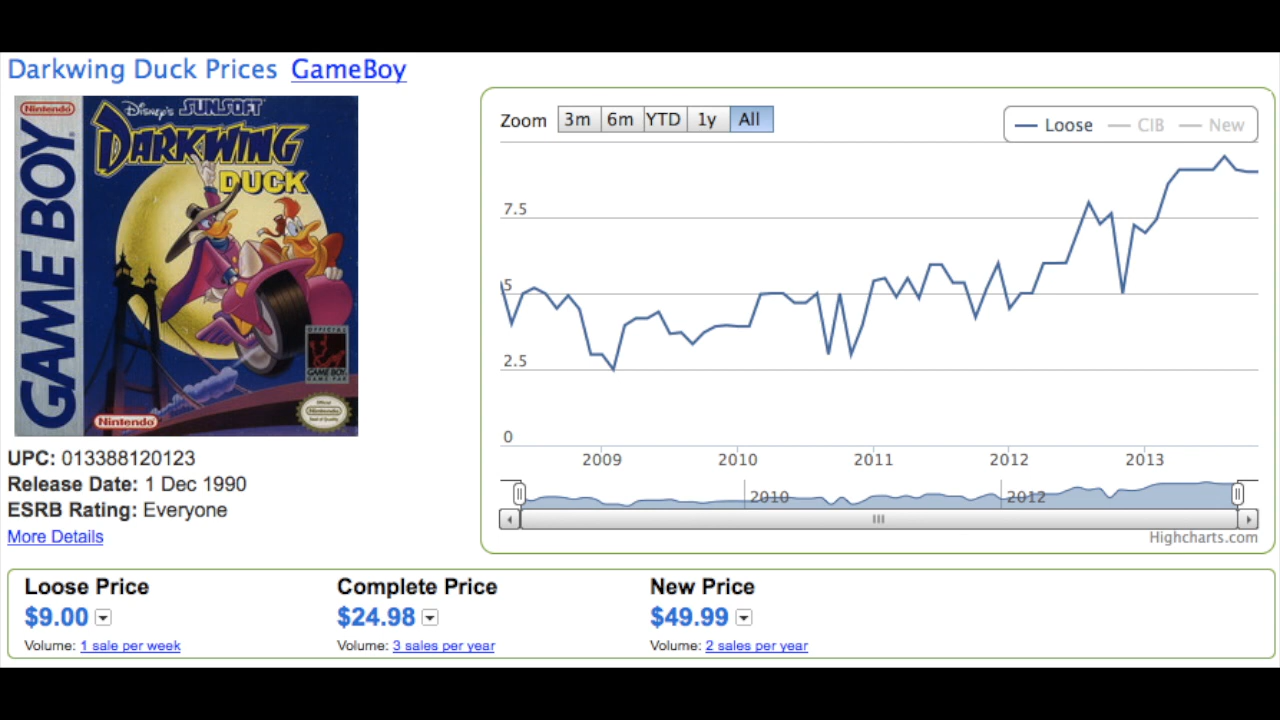 Darkwing Duck Prices GameBoy
Nintendo
GAME BOY
Disney's SUNSOFT
DARKWING
DUCK
OFFICIAL
Nintendo
Nintendo
Zoom 3m 6m YTD 1y All
Loose CIB New
7.5
5
2.5
0
2009 2010 2011 2012 2013
2010 2012
Highcharts.com
UPC: 013388120123
Release Date: 1 Dec 1990
ESRB Rating: Everyone
More Details
Loose Price Complete Price New Price
$9.00 $24.98 $49.99
Volume: 1 sale per week Volume: 3 sales per year Volume: 2 sales per year